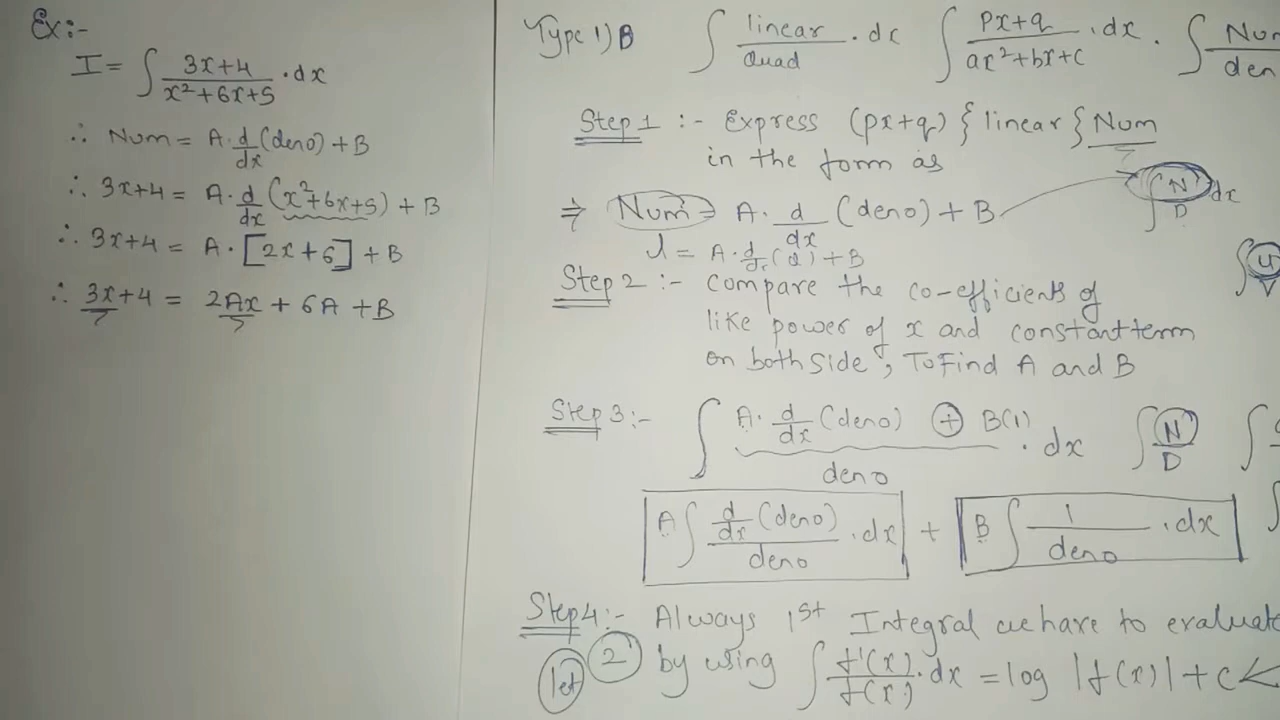 Ex:-
I = ∫ 3x+4 / x²+6x+5 · dx
∴ Num = A · d/dx (deno) + B
∴ 3x+4 = A · d/dx (x²+6x+5) + B
∴ 3x+4 = A · [2x+6] + B
∴ 3x+4 = 2Ax + 6A + B
Type 1) B ∫ linear / Quad · dx ∫ px+q / ax²+bx+c · dx . ∫ Num / den
Step 1 :- Express (px+q) { linear } Num
in the form as
∫ N / D dx
⇒ Num = A · d/dx (deno) + B
= A · d/dx ( ) + B
Step 2 :- Compare the co-efficients of
like power of x and constant term
on both side, To Find A and B
∫ u / v
Step 3 :- ∫ A · d/dx (deno) + B(1) / deno · dx ∫ N / D ∫
A ∫ d/dx (deno) / deno · dx + B ∫ 1 / deno · dx ∫
Step 4 :- Always 1st Integral we have to evaluate
let 2 by using ∫ f'(x) / f(x) · dx = log |f(x)| + c